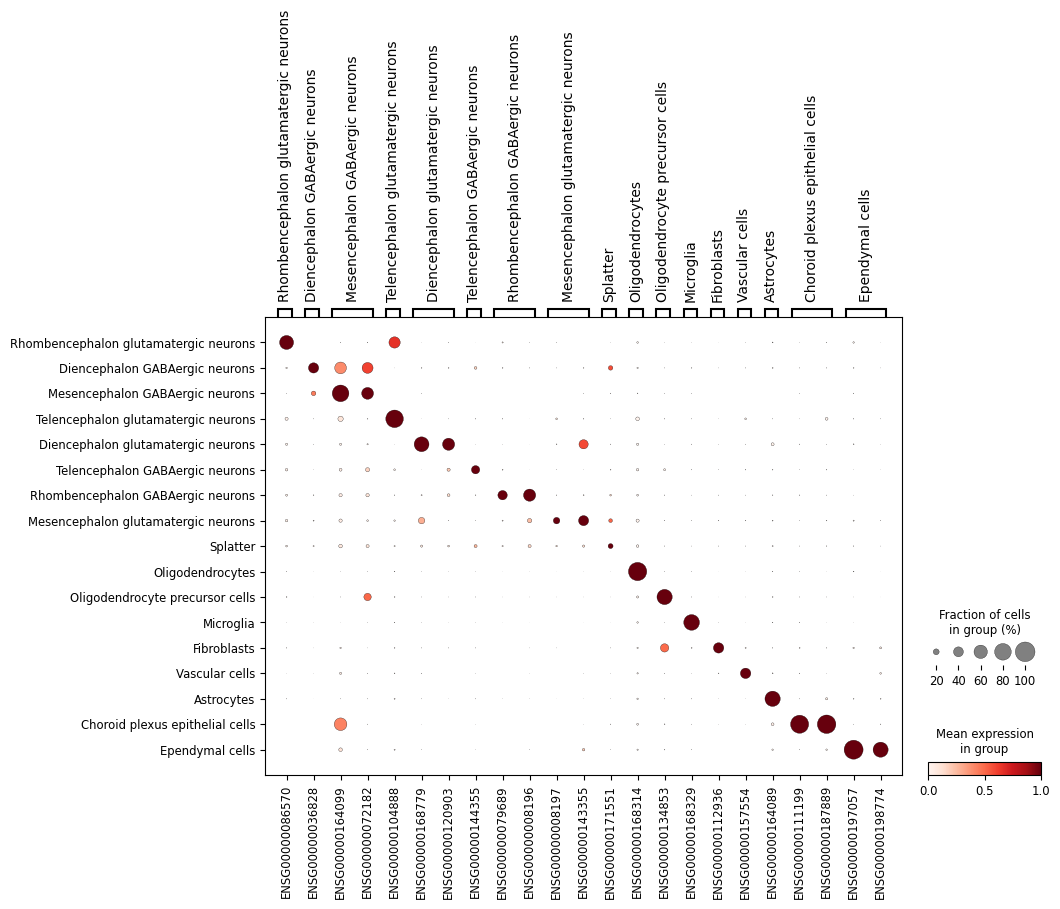 Rhombencephalon glutamatergic neurons
Diencephalon GABAergic neurons
Mesencephalon GABAergic neurons
Telencephalon glutamatergic neurons
Diencephalon glutamatergic neurons
Telencephalon GABAergic neurons
Rhombencephalon GABAergic neurons
Mesencephalon glutamatergic neurons
Splatter
Oligodendrocytes
Oligodendrocyte precursor cells
Microglia
Fibroblasts
Vascular cells
Astrocytes
Choroid plexus epithelial cells
Ependymal cells
Rhombencephalon glutamatergic neurons
Diencephalon GABAergic neurons
Mesencephalon GABAergic neurons
Telencephalon glutamatergic neurons
Diencephalon glutamatergic neurons
Telencephalon GABAergic neurons
Rhombencephalon GABAergic neurons
Mesencephalon glutamatergic neurons
Splatter
Oligodendrocytes
Oligodendrocyte precursor cells
Microglia
Fibroblasts
Vascular cells
Astrocytes
Choroid plexus epithelial cells
Ependymal cells
ENSG00000086570
ENSG00000036828
ENSG00000164099
ENSG00000072182
ENSG00000104888
ENSG00000168779
ENSG00000120903
ENSG00000144355
ENSG00000079689
ENSG00000008196
ENSG00000008197
ENSG00000143355
ENSG00000171551
ENSG00000168314
ENSG00000134853
ENSG00000168329
ENSG00000112936
ENSG00000157554
ENSG00000164089
ENSG00000111199
ENSG00000187889
ENSG00000197057
ENSG00000198774
Fraction of cells
in group (%)
20 40 60 80 100
Mean expression
in group
0.0 0.5 1.0